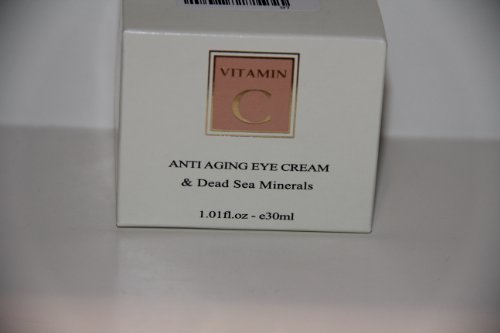 VITAMIN
C
ANTI AGING EYE CREAM
& Dead Sea Minerals
1.01fl.oz - e30ml